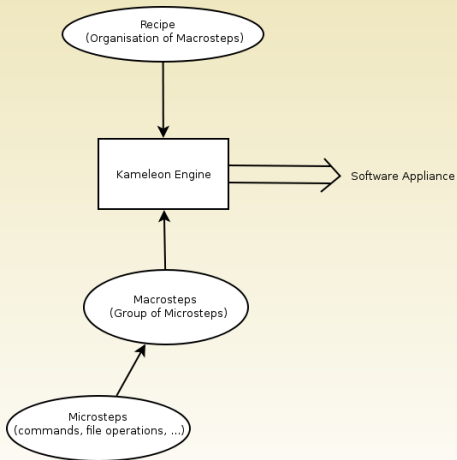 Recipe
(Organisation of Macrosteps)
Kameleon Engine
Software Appliance
Macrosteps
(Group of Microsteps)
Microsteps
(commands, file operations, ...)